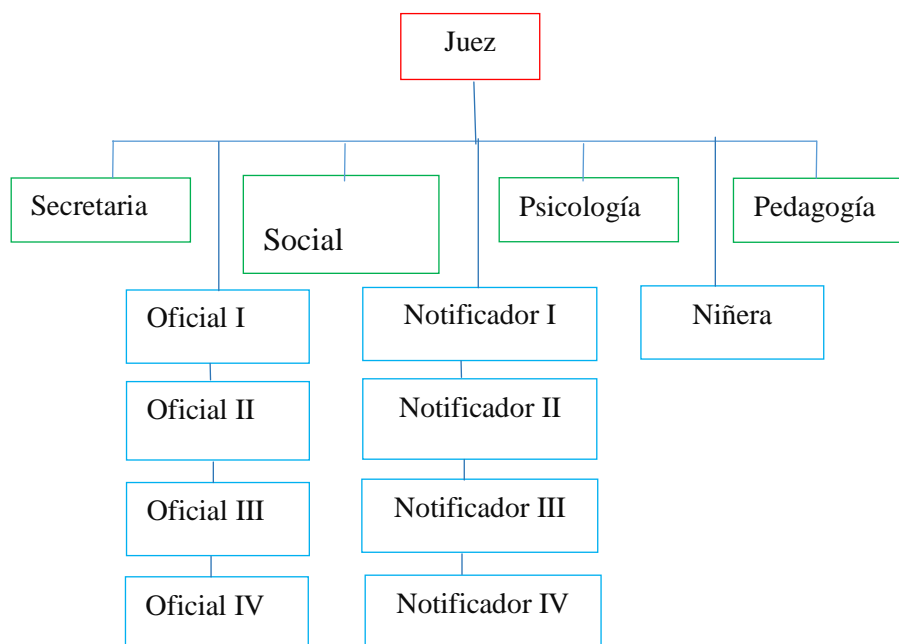 Juez
Secretaria
Social
Psicología
Pedagogía
Oficial I
Notificador I
Niñera
Oficial II
Notificador II
Oficial III
Notificador III
Oficial IV
Notificador IV